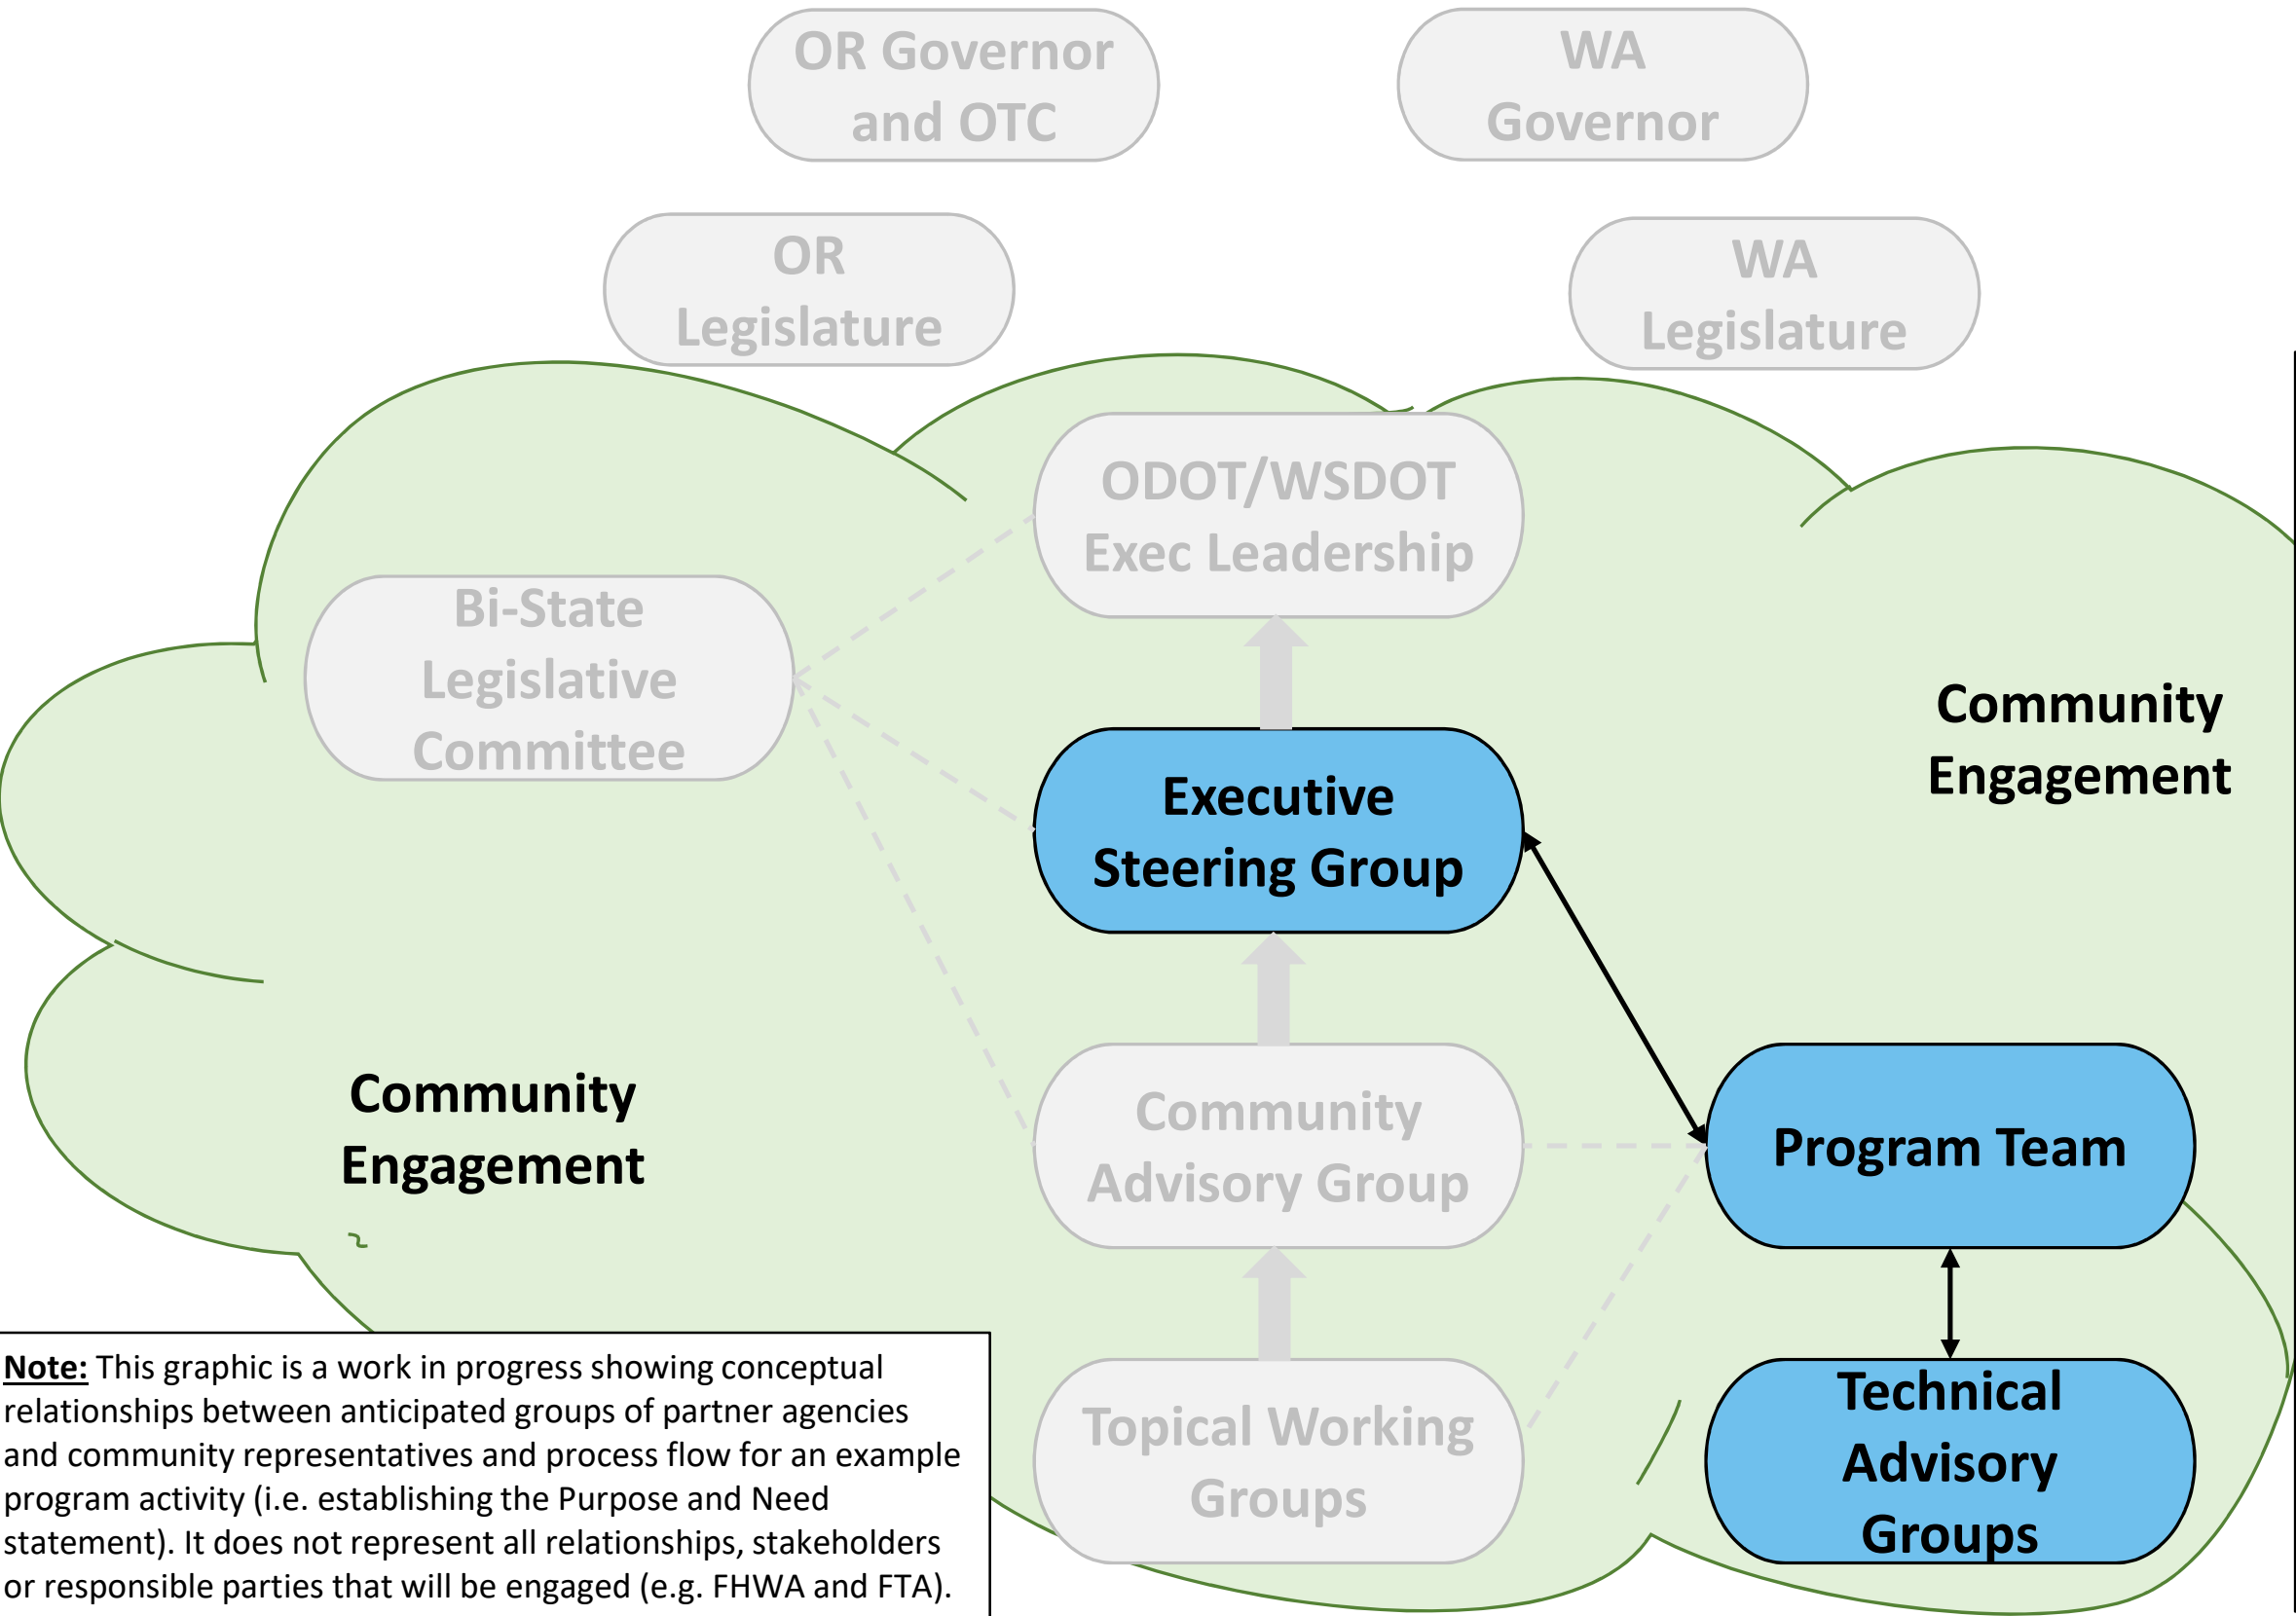 OR Governor
and OTC
WA
Governor
OR
Legislature
WA
Legislature
ODOT/WSDOT
Exec Leadership
Bi-State
Legislative
Committee
Community
Engagement
Executive
Steering Group
Community
Engagement
Community
Advisory Group
Program Team
Topical Working
Groups
Technical
Advisory
Groups
Note: This graphic is a work in progress showing conceptual
relationships between anticipated groups of partner agencies
and community representatives and process flow for an example
program activity (i.e. establishing the Purpose and Need
statement). It does not represent all relationships, stakeholders
or responsible parties that will be engaged (e.g. FHWA and FTA).